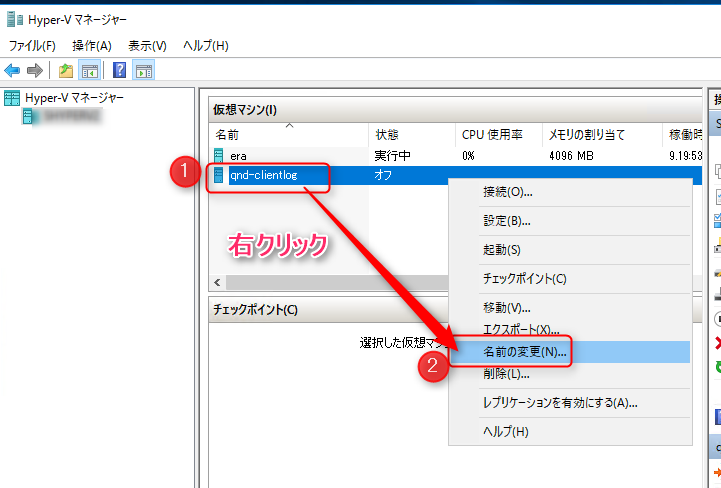 Hyper-V マネージャー
ファイル(F) 操作(A) 表示(V) ヘルプ(H)
Hyper-V マネージャー
仮想マシン(I)
名前 状態 CPU 使用率 メモリの割り当て 稼働時
era 実行中 0% 4096 MB 9.19:53
1
qnd-clientlog オフ
右クリック
接続(O)...
設定(B)...
起動(S)
チェックポイント(C)
移動(V)...
エクスポート(X)...
2
名前の変更(N)...
削除(L)...
レプリケーションを有効にする(A)...
ヘルプ(H)
チェックポイント(C)
選択した仮想マシ